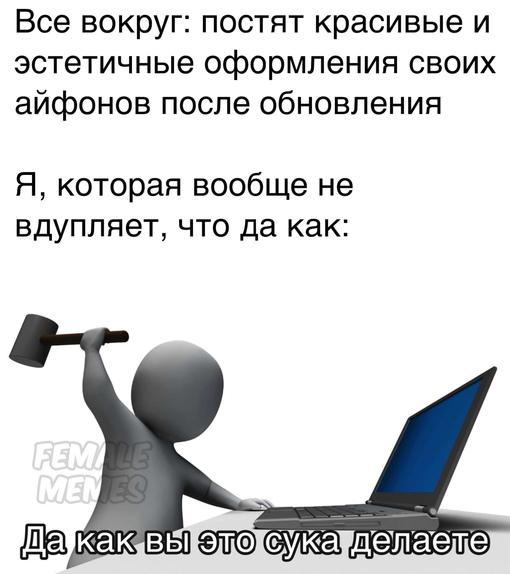 Все вокруг: постят красивые и
эстетичные оформления своих
айфонов после обновления
Я, которая вообще не
вдупляет, что да как:
FEMALE
MEMES
Да как вы это сука делаете